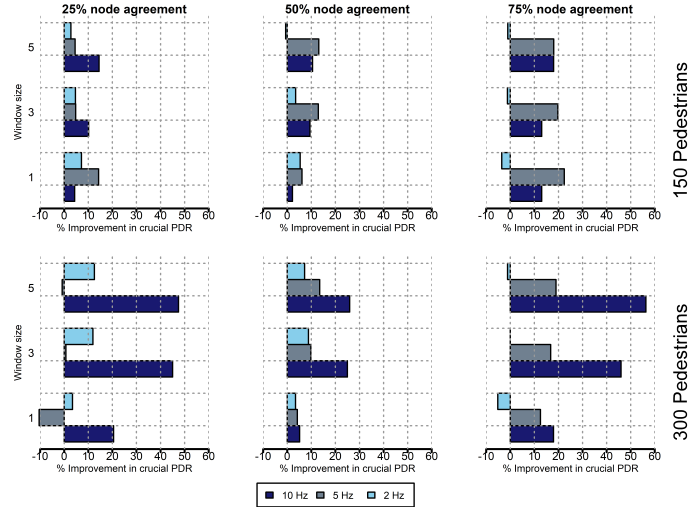 25% node agreement 50% node agreement 75% node agreement
5
3
1
Window size
-10 0 10 20 30 40 50 60 -10 0 10 20 30 40 50 60 -10 0 10 20 30 40 50 60
% Improvement in crucial PDR % Improvement in crucial PDR % Improvement in crucial PDR
150 Pedestrians
5
3
1
Window size
-10 0 10 20 30 40 50 60 -10 0 10 20 30 40 50 60 -10 0 10 20 30 40 50 60
% Improvement in crucial PDR % Improvement in crucial PDR % Improvement in crucial PDR
300 Pedestrians
10 Hz 5 Hz 2 Hz